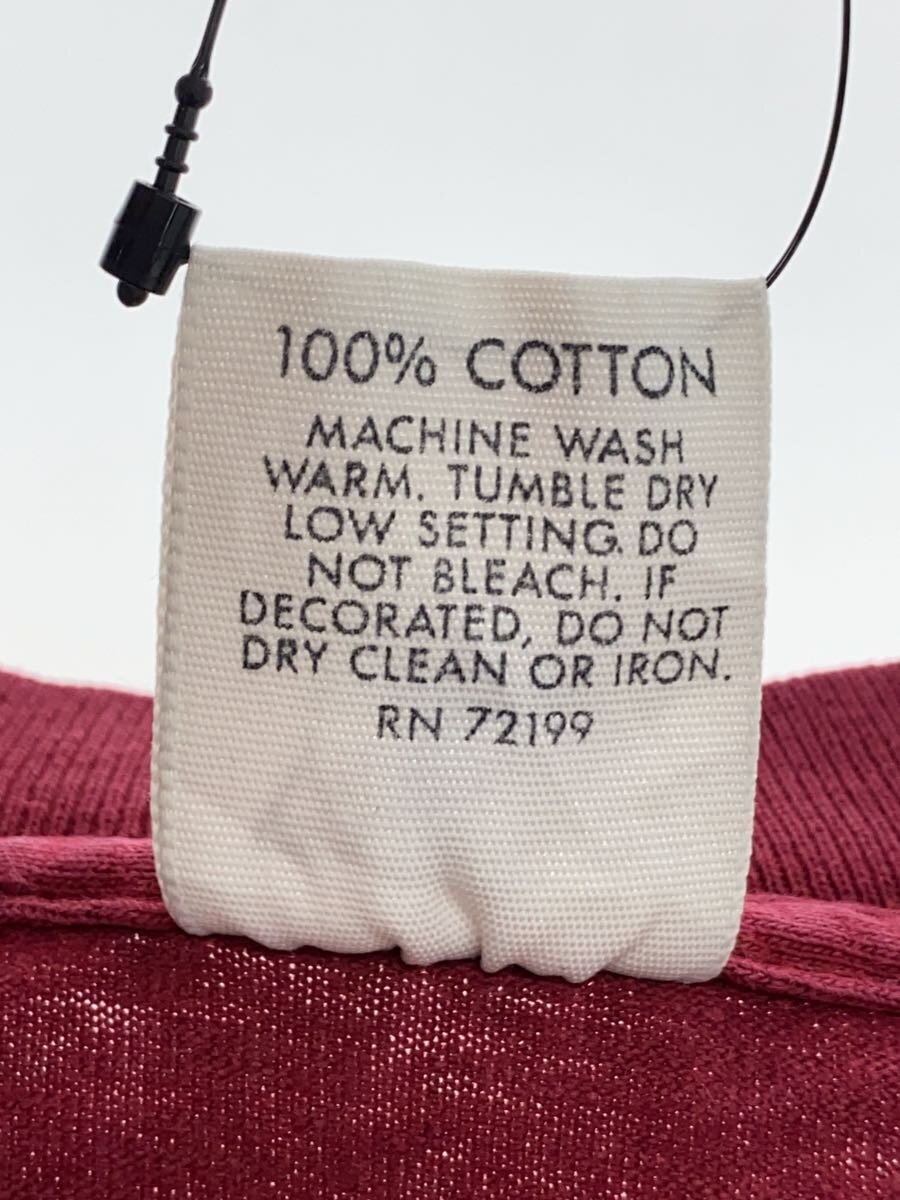 100% COTTON
MACHINE WASH
WARM. TUMBLE DRY
LOW SETTING. DO
NOT BLEACH. IF
DECORATED, DO NOT
DRY CLEAN OR IRON.
RN 72199